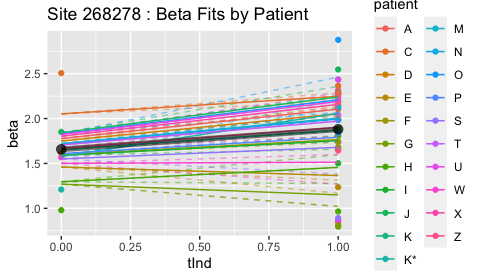 Site 268278 : Beta Fits by Patient
beta
2.5
2.0
1.5
1.0
0.00
0.25
0.50
0.75
1.00
tInd
patient
A
C
D
E
F
G
H
I
J
K
K*
M
N
O
P
S
T
U
W
X
Z